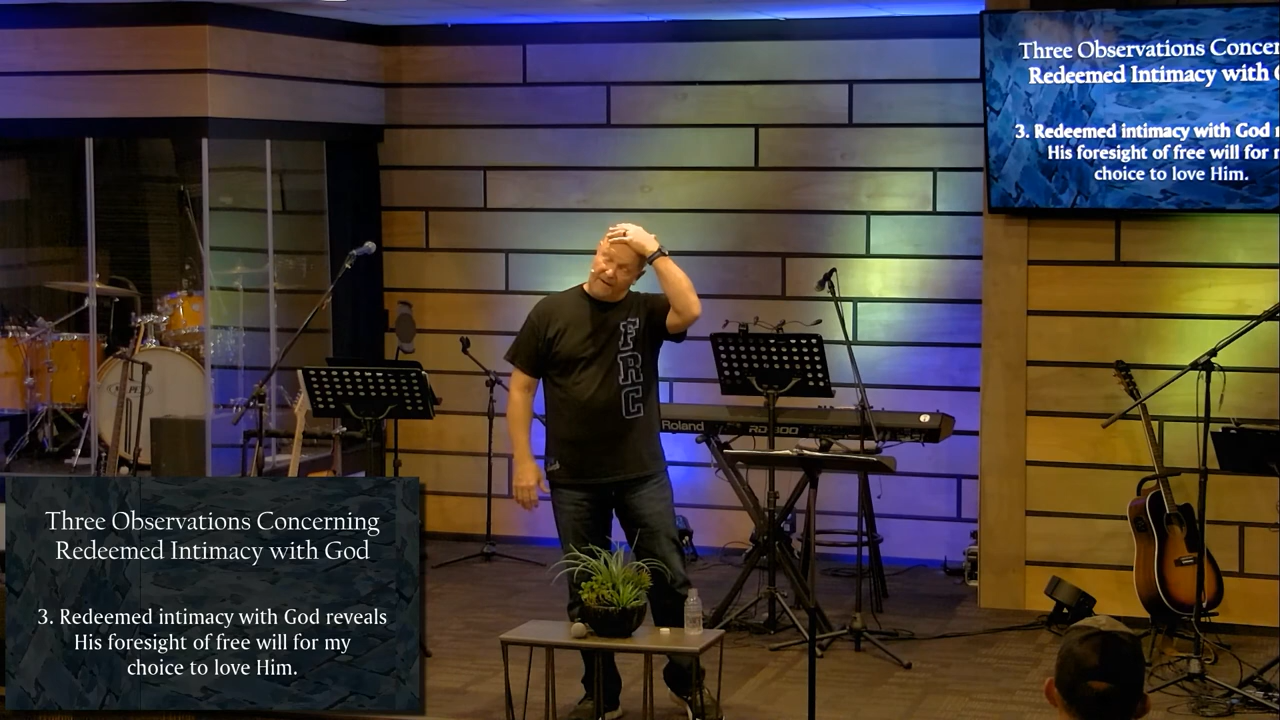 Three Observations Concer
Redeemed Intimacy with
3. Redeemed intimacy with God
His foresight of free will for
choice to love Him.
FRC
Roland
RD-800
Three Observations Concerning
Redeemed Intimacy with God
3. Redeemed intimacy with God reveals
His foresight of free will for my
choice to love Him.